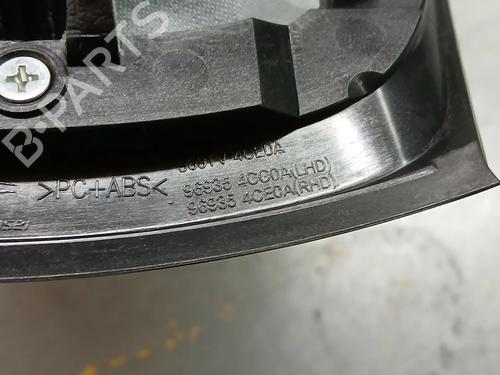 B-PARTS
>PC+ABS<
96935 4CC0A(LHD)
96935 4CE0A(RHD)